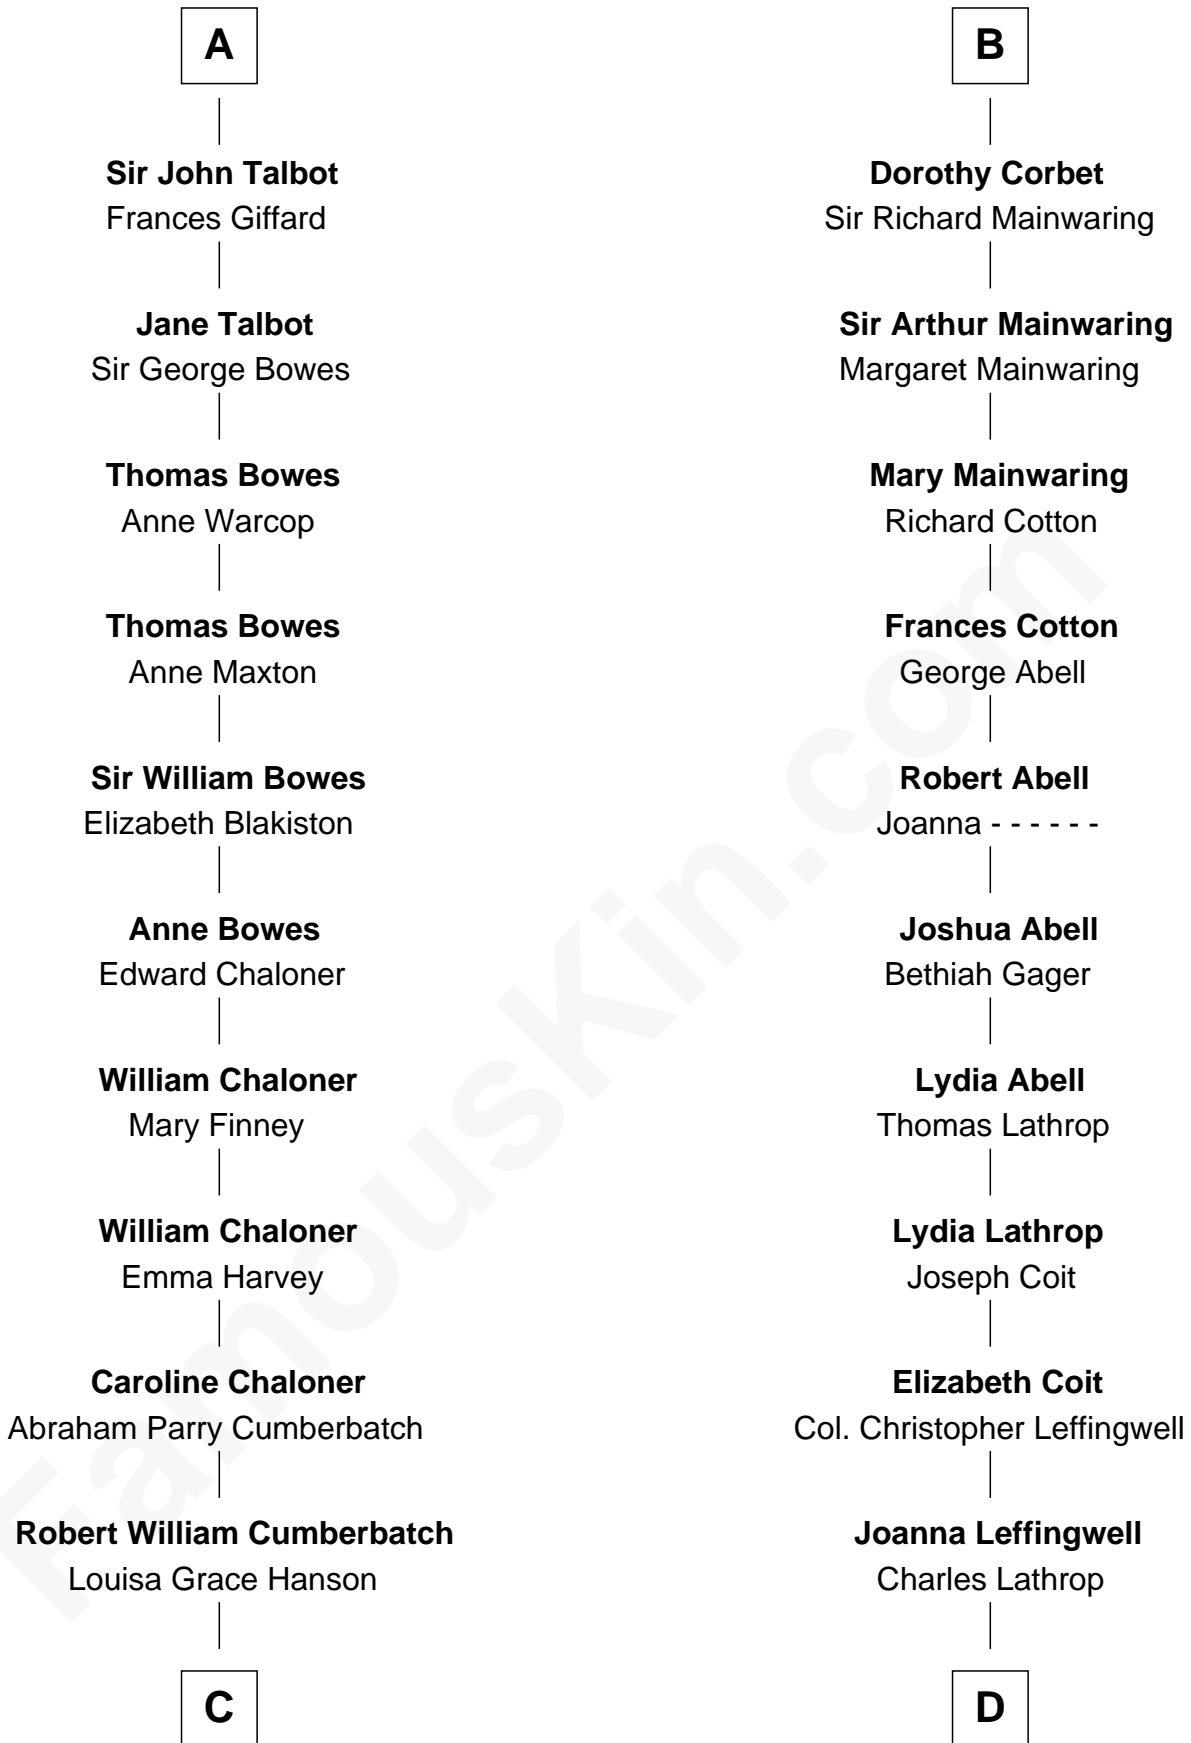 A
Sir John Talbot
Frances Giffard
Jane Talbot
Sir George Bowes
Thomas Bowes
Anne Warcop
Thomas Bowes
Anne Maxton
Sir William Bowes
Elizabeth Blakiston
Anne Bowes
Edward Chaloner
William Chaloner
Mary Finney
William Chaloner
Emma Harvey
Caroline Chaloner
Abraham Parry Cumberbatch
Robert William Cumberbatch
Louisa Grace Hanson
C
B
Dorothy Corbet
Sir Richard Mainwaring
Sir Arthur Mainwaring
Margaret Mainwaring
Mary Mainwaring
Richard Cotton
Frances Cotton
George Abell
Robert Abell
Joanna - - - - - -
Joshua Abell
Bethiah Gager
Lydia Abell
Thomas Lathrop
Lydia Lathrop
Joseph Coit
Elizabeth Coit
Col. Christopher Leffingwell
Joanna Leffingwell
Charles Lathrop
D
FamousKin.com